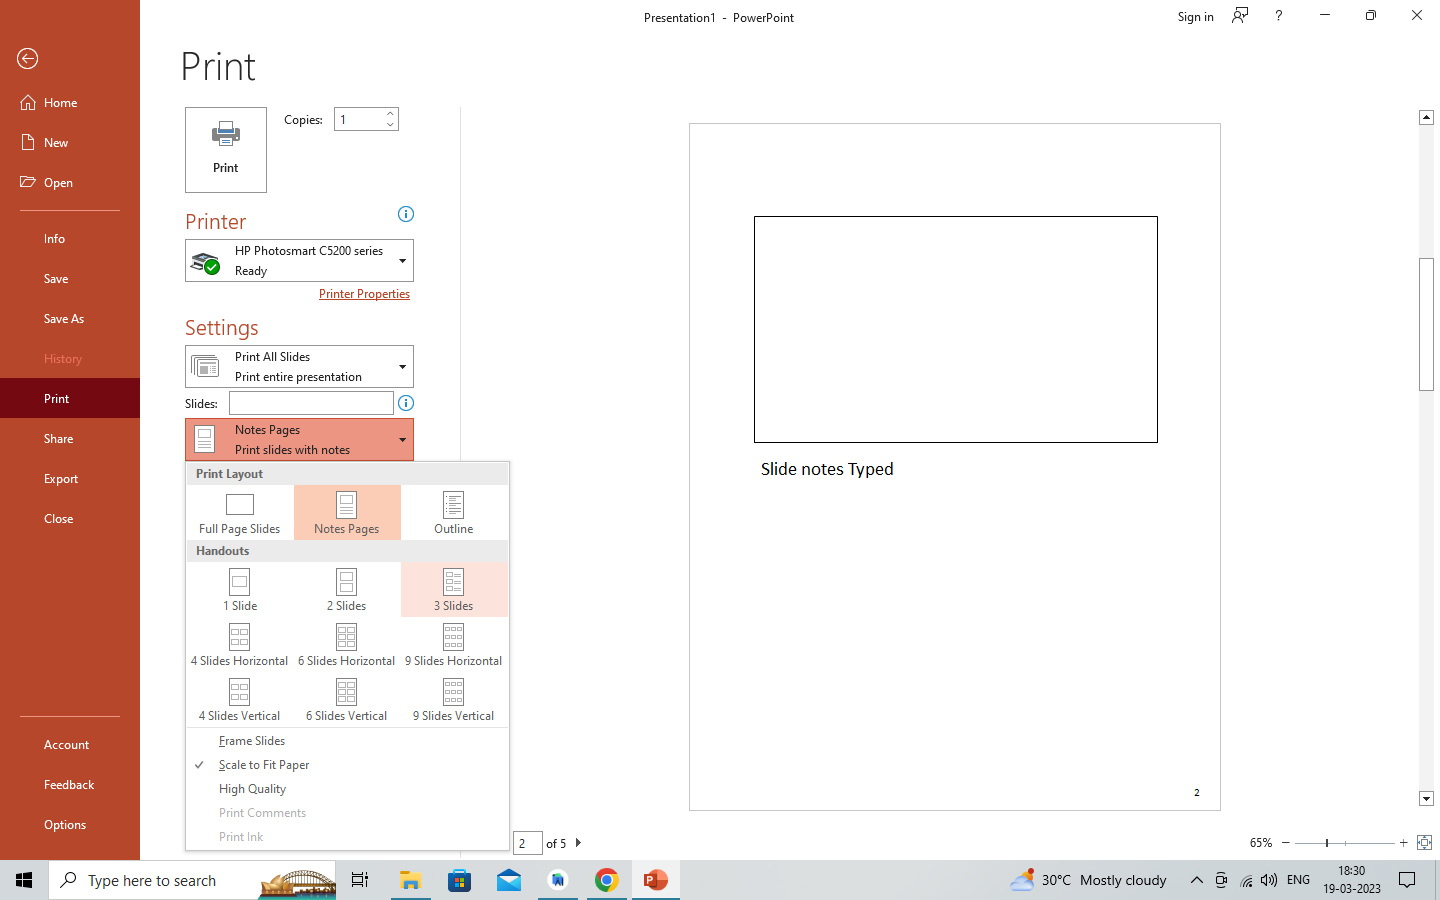 Presentation1 - PowerPoint
Sign in
?
Print
Home
New
Open
Info
Save
Save As
History
Print
Share
Export
Close
Account
Feedback
Options
Print
Copies: 1
Printer
HP Photosmart C5200 series
Ready
Printer Properties
Settings
Print All Slides
Print entire presentation
Slides:
Notes Pages
Print slides with notes
Print Layout
Full Page Slides Notes Pages Outline
Handouts
1 Slide 2 Slides 3 Slides
4 Slides Horizontal 6 Slides Horizontal 9 Slides Horizontal
4 Slides Vertical 6 Slides Vertical 9 Slides Vertical
Frame Slides
Scale to Fit Paper
High Quality
Print Comments
Print Ink
Slide notes Typed
2
2 of 5
65%
Type here to search
30°C Mostly cloudy
ENG
18:30
19-03-2023